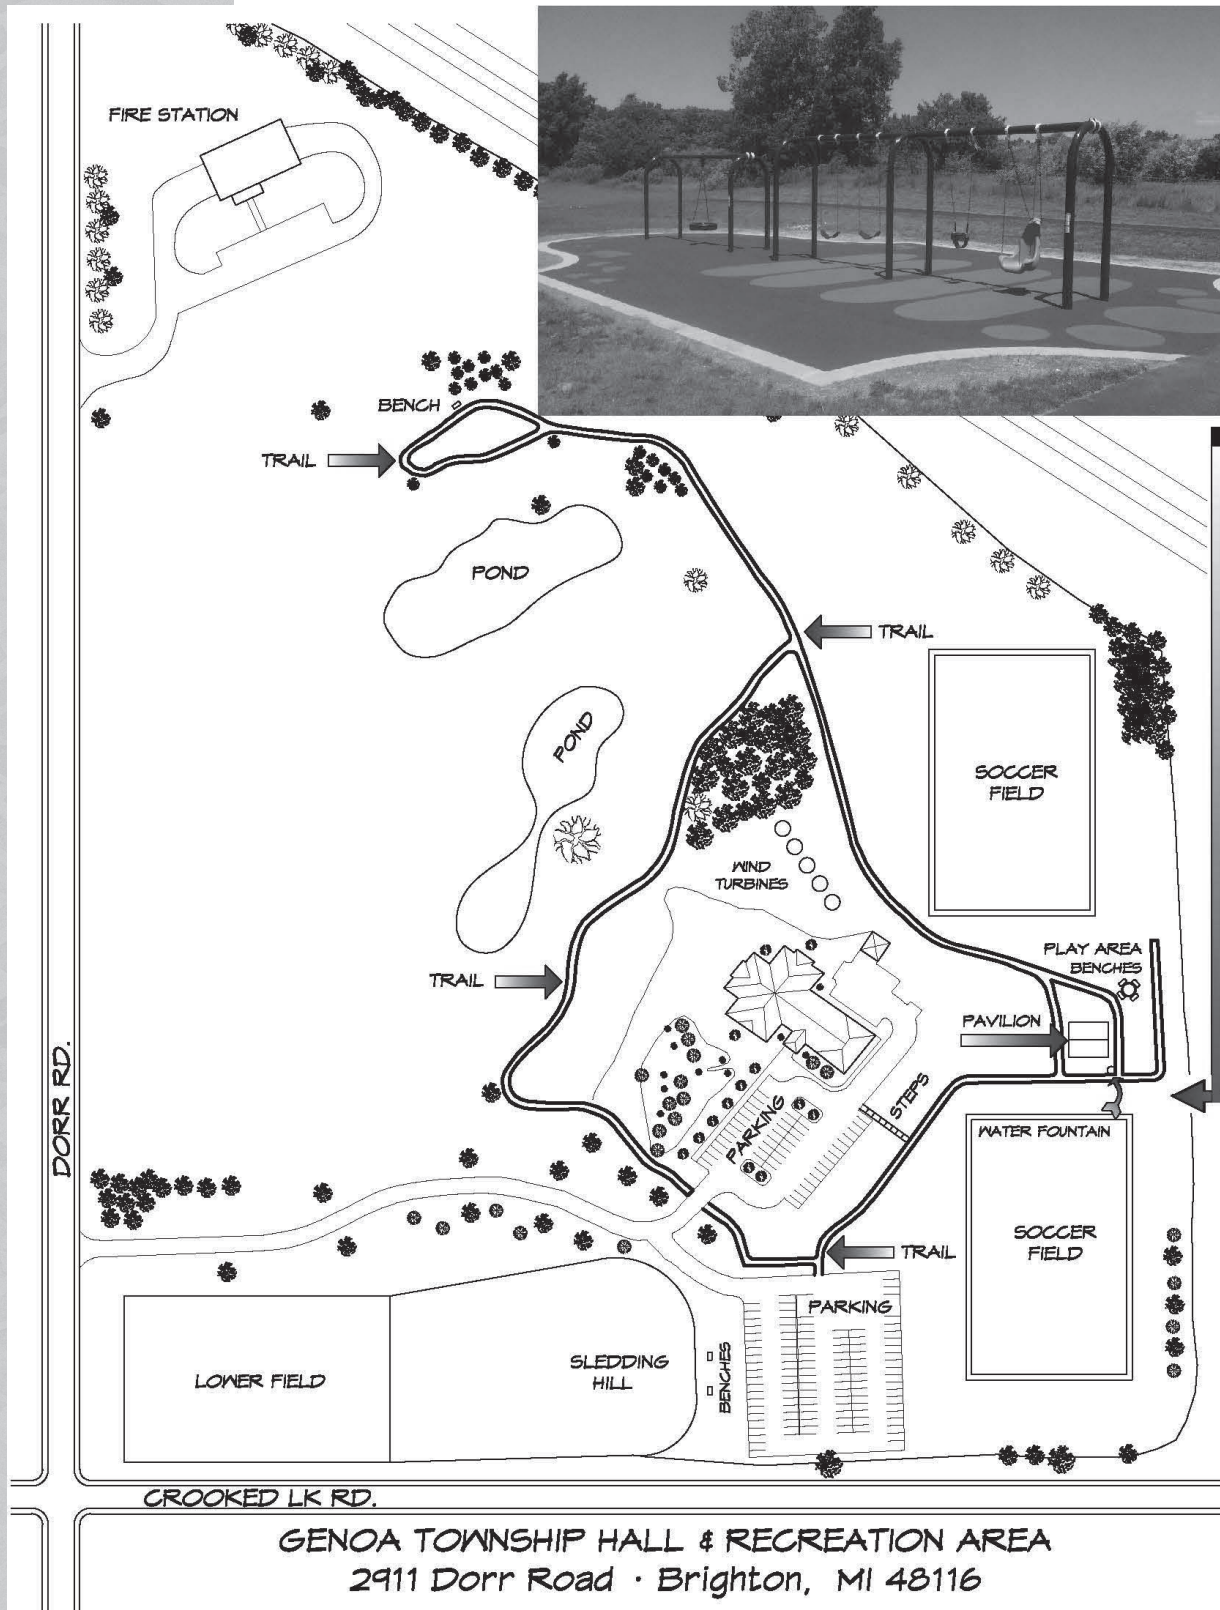 FIRE STATION
BENCH
TRAIL
POND
TRAIL
POND
SOCCER
FIELD
WIND
TURBINES
PLAY AREA
BENCHES
TRAIL
PAVILION
DORR RD.
STEPS
PARKING
WATER FOUNTAIN
SOCCER
FIELD
TRAIL
PARKING
SLEDDING
HILL
BENCHES
LOWER FIELD
CROOKED LK RD.
GENOA TOWNSHIP HALL & RECREATION AREA
2911 Dorr Road · Brighton, MI 48116